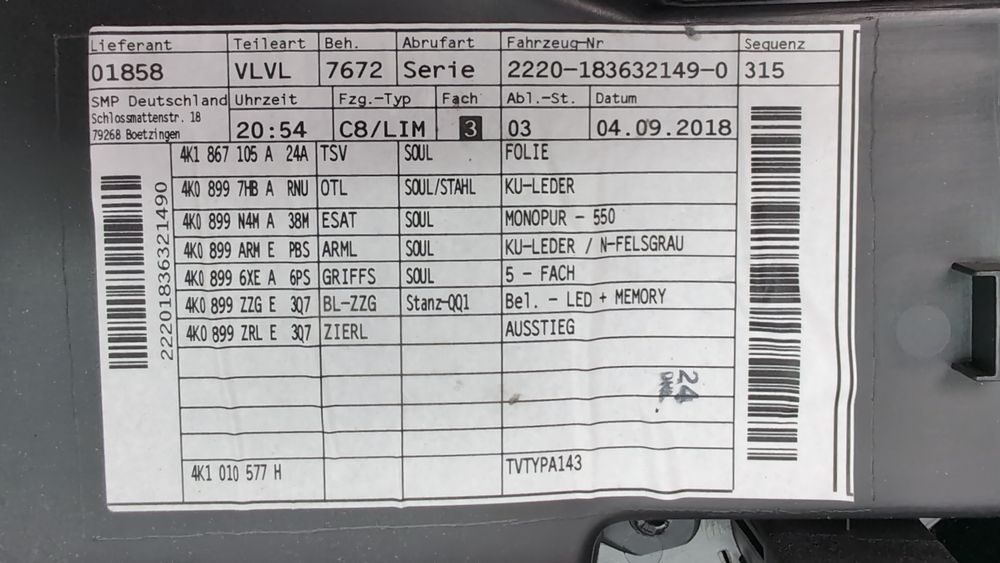 Lieferant Teileart Beh. Abrufart Fahrzeug-Nr Sequenz
01858 VLVL 7672 Serie 2220-183632149-0 315
SMP Deutschland Uhrzeit Fzg.-Typ Fach Abl.-St. Datum
Schlossmattenstr. 18
79268 Boetzingen 20:54 C8/LIM 3 03 04.09.2018
4K1 867 105 A 24A TSV SOUL FOLIE
4K0 899 7HB A RNU OTL SOUL/STAHL KU-LEDER
4K0 899 N4M A 38M ESAT SOUL MONOPUR - 550
4K0 899 ARM E PBS ARML SOUL KU-LEDER / N-FELSGRAU
4K0 899 6XE A 6PS GRIFFS SOUL 5 - FACH
4K0 899 ZZG E 3Q7 BL-ZZG Stanz-QQ1 Bel. - LED + MEMORY
4K0 899 ZRL E 3Q7 ZIERL AUSSTIEG
4K1 010 577 H TVTYPA143
22201836321490
24